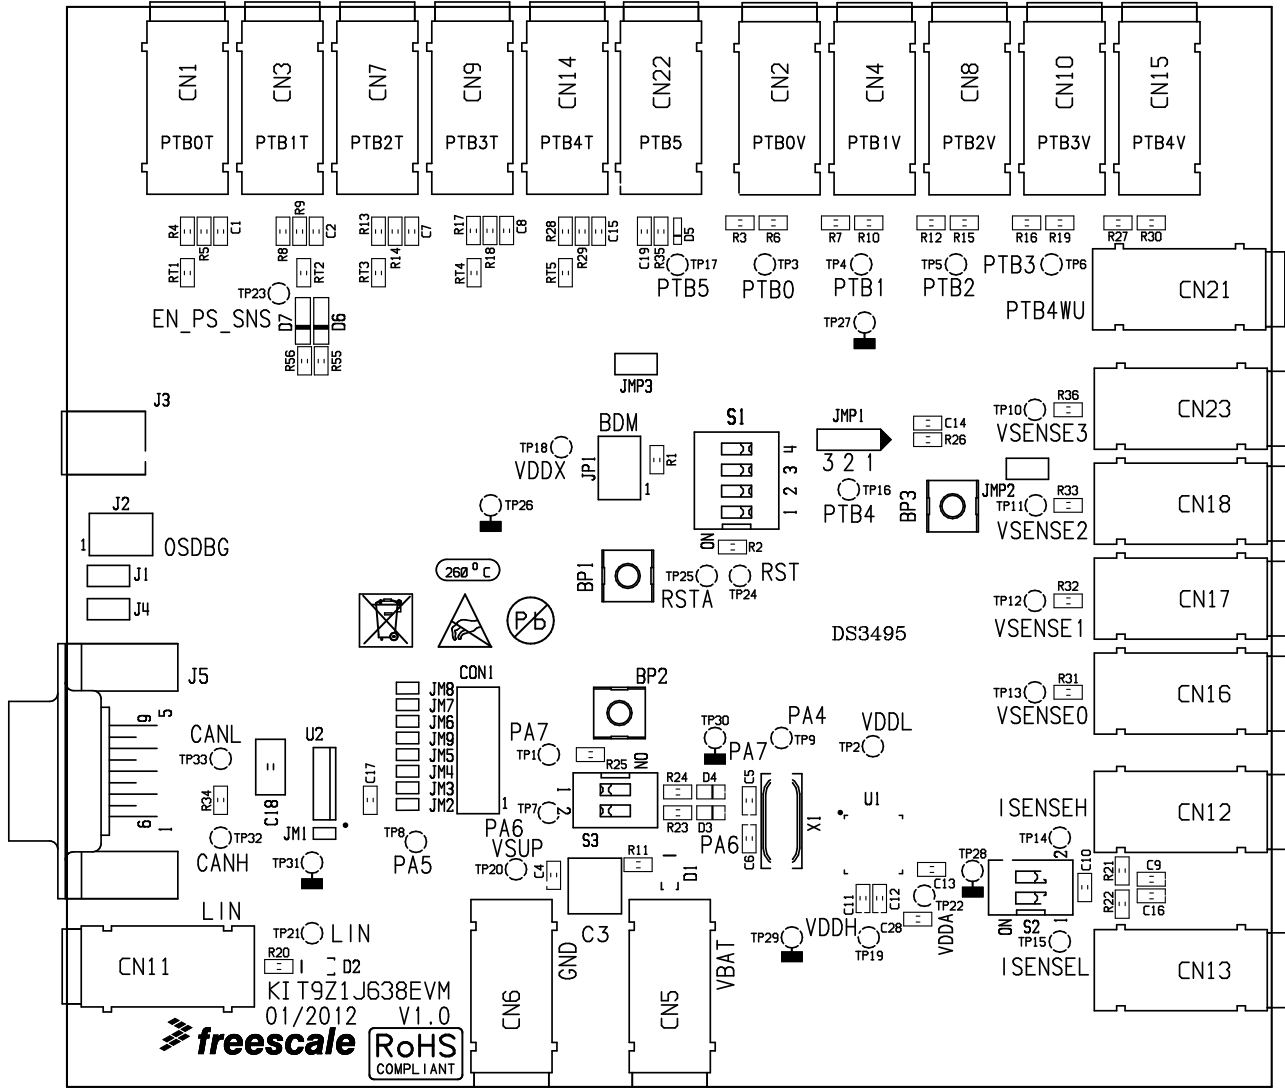 CN1 CN3 CN7 CN9 CN14 CN22 CN2 CN4 CN8 CN10 CN15
PTB0T PTB1T PTB2T PTB3T PTB4T PTB5 PTB0V PTB1V PTB2V PTB3V PTB4V
R4 R5 C1 R8 R9 C2 R13 R14 C7 R17 R18 C8 R28 R29 C15 C19 R35 D5 R3 R6 R7 R10 R12 R15 R16 R19 R27 R30
RT1 RT2 RT3 RT4 RT5 TP17 TP3 TP4 TP5 PTB3 TP6
PTB5 PTB0 PTB1 PTB2
TP23
EN_PS_SNS
D7 D6
TP27
PTB4WU
CN21
R56 R55
JMP3
J3
BDM
S1
JMP1
3 2 1
C14
R26
TP10
R36
VSENSE3
CN23
TP18
VDDX
JP1
1
R1
1 2 3 4
ON
TP16
PTB4
BP3
JMP2
TP11
R33
VSENSE2
CN18
TP26
J2
1
OSDBG
R2
J1
J4
260°C
Pb
BP1
TP25
RSTA
RST
TP24
TP12
R32
VSENSE1
CN17
DS3495
J5
9 5
6 1
CON1
JM8
JM7
JM6
JM9
JM5
JM4
JM3
JM2
1
BP2
TP13
R31
VSENSE0
CN16
CANL
TP33
U2
C18
C17
R34
TP32
CANH
JM1
TP31
PA7
TP1
R25
ON
1 2
S3
TP7
PA6
R24
R23
D4
D3
TP30
PA7
PA6
PA4
TP9
VDDL
TP2
C5
C6
X1
U1
TP8
PA5
VSUP
TP20
C4
R11
D1
C3
ISENSEH
TP14
CN12
TP28
2
1
ON
S2
C10
R21
R22
C9
C16
C13
C11
C12
TP22
C28
VDDA
VDDH
TP19
TP29
TP15
ISENSEL
CN13
LIN
CN11
TP21
LIN
R20
D2
GND
CN6
VBAT
CN5
KIT9Z1J638EVM
01/2012 V1.0
freescale
RoHS
COMPLIANT